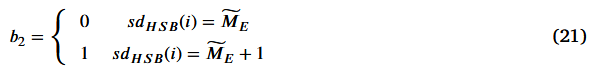 b₂ = { 0 sd_HSB(i) = M̃_E
1 sd_HSB(i) = M̃_E + 1 (21)